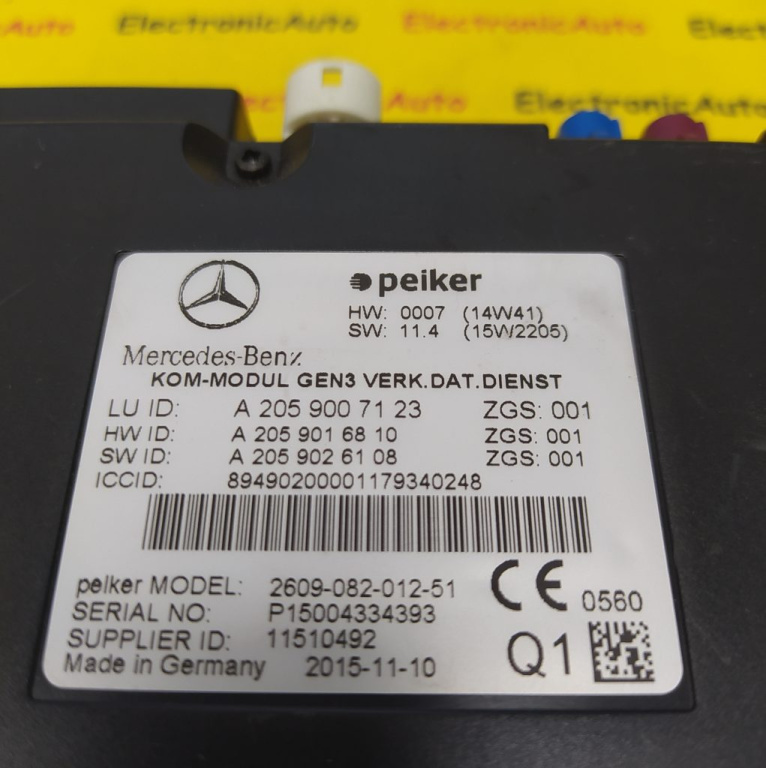 ElectronicAuto ElectronicAuto
ElectronicAuto ElectronicAuto
peiker
HW: 0007 (14W41)
SW: 11.4 (15W2205)
Mercedes-Benz
KOM-MODUL GEN3 VERK.DAT.DIENST
LU ID: A 205 900 71 23 ZGS: 001
HW ID: A 205 901 68 10 ZGS: 001
SW ID: A 205 902 61 08 ZGS: 001
ICCID: 89490200001179340248
peiker MODEL: 2609-082-012-51
SERIAL NO: P15004334393
SUPPLIER ID: 11510492
Made in Germany 2015-11-10
CE 0560
Q1